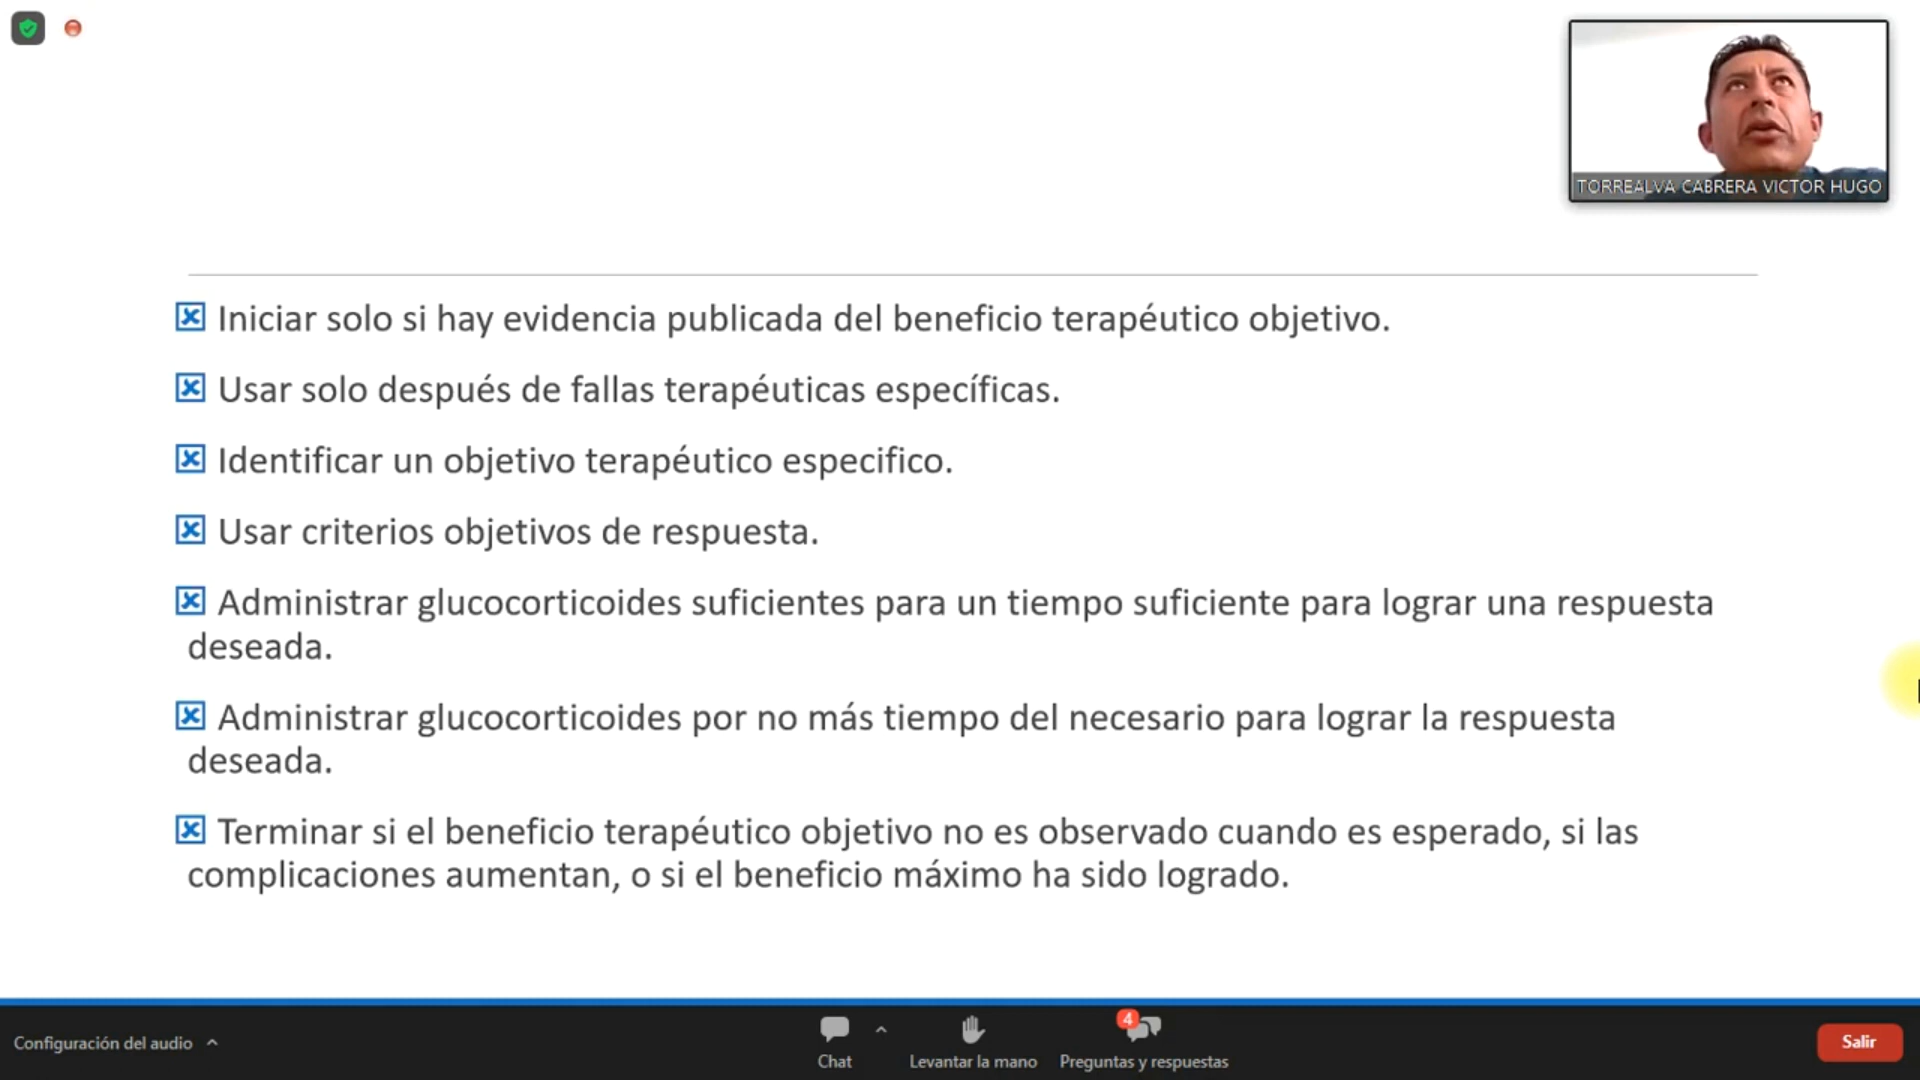 TORREALVA CABRERA VICTOR HUGO
Iniciar solo si hay evidencia publicada del beneficio terapéutico objetivo.
Usar solo después de fallas terapéuticas específicas.
Identificar un objetivo terapéutico especifico.
Usar criterios objetivos de respuesta.
Administrar glucocorticoides suficientes para un tiempo suficiente para lograr una respuesta
deseada.
Administrar glucocorticoides por no más tiempo del necesario para lograr la respuesta
deseada.
Terminar si el beneficio terapéutico objetivo no es observado cuando es esperado, si las
complicaciones aumentan, o si el beneficio máximo ha sido logrado.
Configuración del audio
Chat
Levantar la mano
4
Preguntas y respuestas
Salir